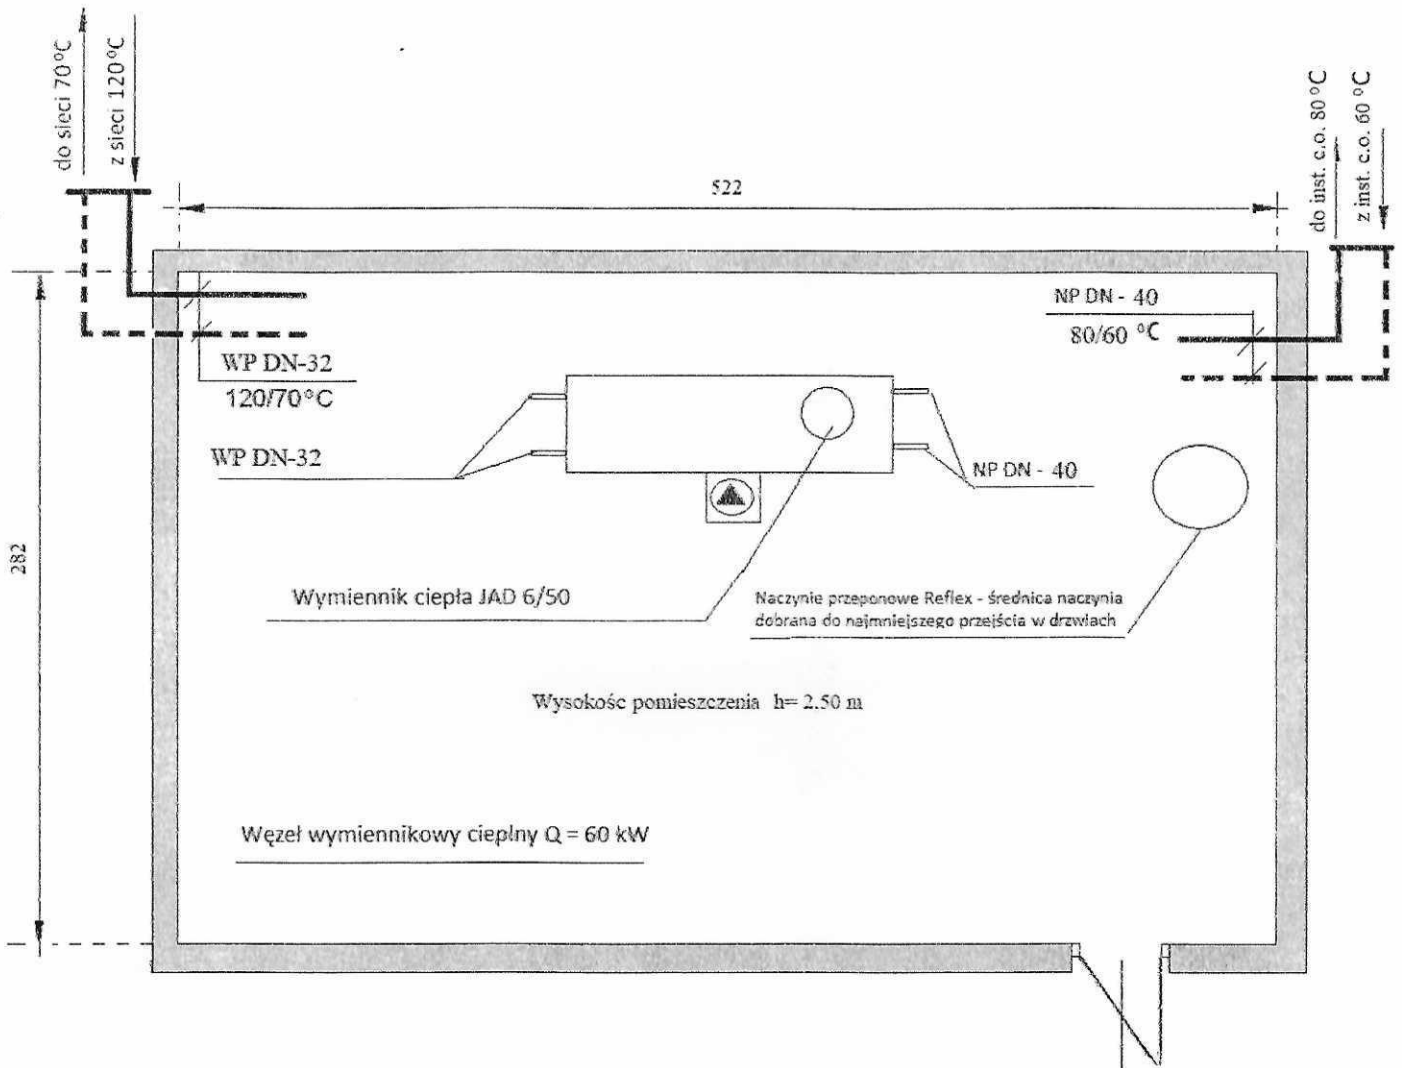 do sieci 70°C
z sieci 120°C
522
do inst. c.o. 80 °C
z inst. c.o. 60 °C
NP DN - 40
80/60 °C
WP DN-32
120/70°C
WP DN-32
NP DN - 40
282
Wymiennik ciepła JAD 6/50
Naczynie przeponowe Reflex - średnica naczynia
dobrana do najmniejszego przejścia w drzwiach
Wysokośc pomieszczenia h= 2.50 m
Węzeł wymiennikowy cieplny Q = 60 kW